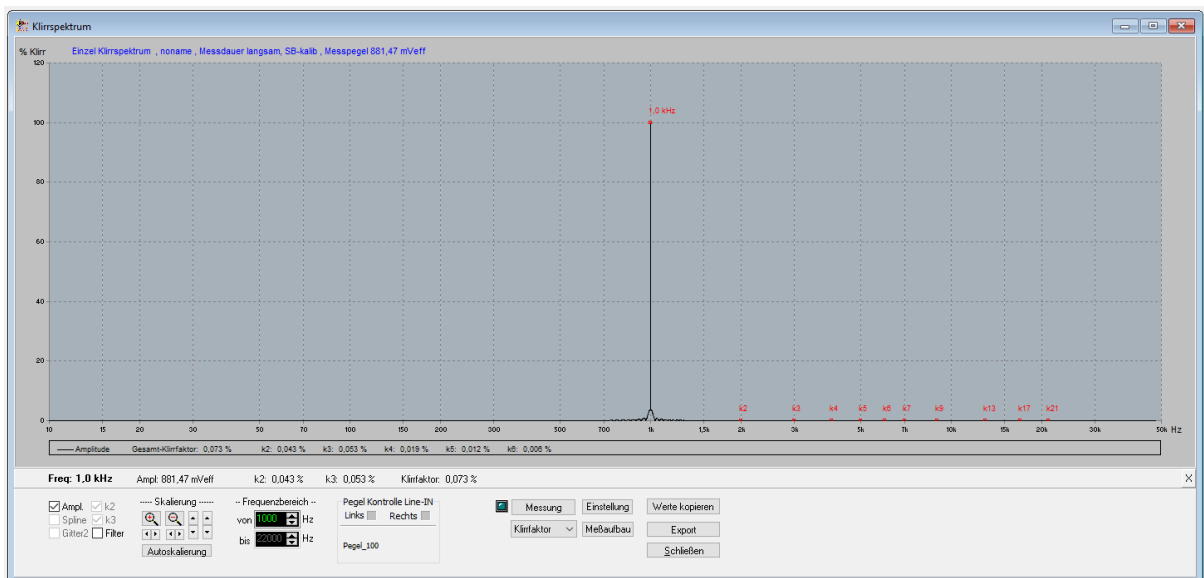 Klirrspektrum
% Klirr Einzel Klirrspektrum , noname , Messdauer langsam, SB-kalib , Messpegel 881,47 mVeff
120
1,0 kHz
100
80
60
40
20
k2 k3 k4 k5 k6 k7 k9 k13 k17 k21
0
10 15 20 30 50 70 100 150 200 300 500 700 1k 1,5k 2k 3k 5k 7k 10k 15k 20k 30k 50k Hz
Amplitude Gesamt-Klirrfaktor: 0,073 % k2: 0,043 % k3: 0,053 % k4: 0,019 % k5: 0,012 % k6: 0,006 %
Freq: 1,0 kHz Ampl: 881,47 mVeff k2: 0,043 % k3: 0,053 % Klirrfaktor: 0,073 % X
Ampl. k2
Spline k3
Gitter2 Filter
----- Skalierung ------
Autoskalierung
-- Frequenzbereich --
von 1000 Hz
bis 22000 Hz
Pegel Kontrolle Line-IN
Links Rechts
Pegel_100
Messung Einstellung Werte kopieren
Klirrfaktor Meßaufbau Export
Schließen